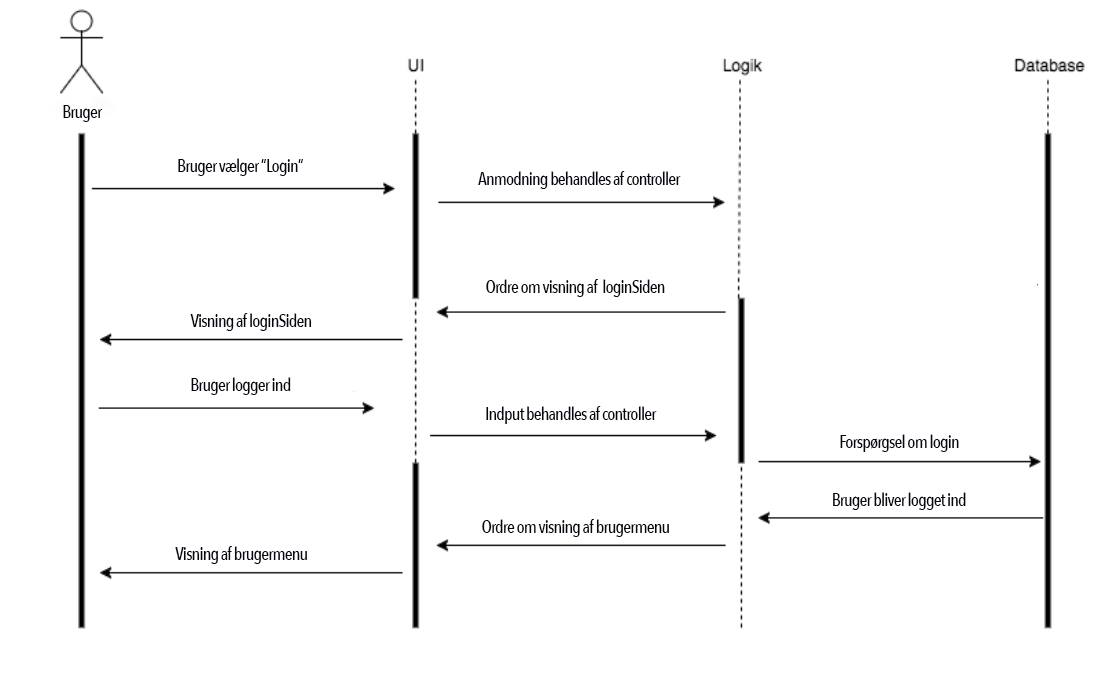 UI
Logik
Database
Bruger
Bruger vælger "Login"
Anmodning behandles af controller
Ordre om visning af loginSiden
Visning af loginSiden
Bruger logger ind
Indput behandles af controller
Forspørgsel om login
Bruger bliver logget ind
Ordre om visning af brugermenu
Visning af brugermenu